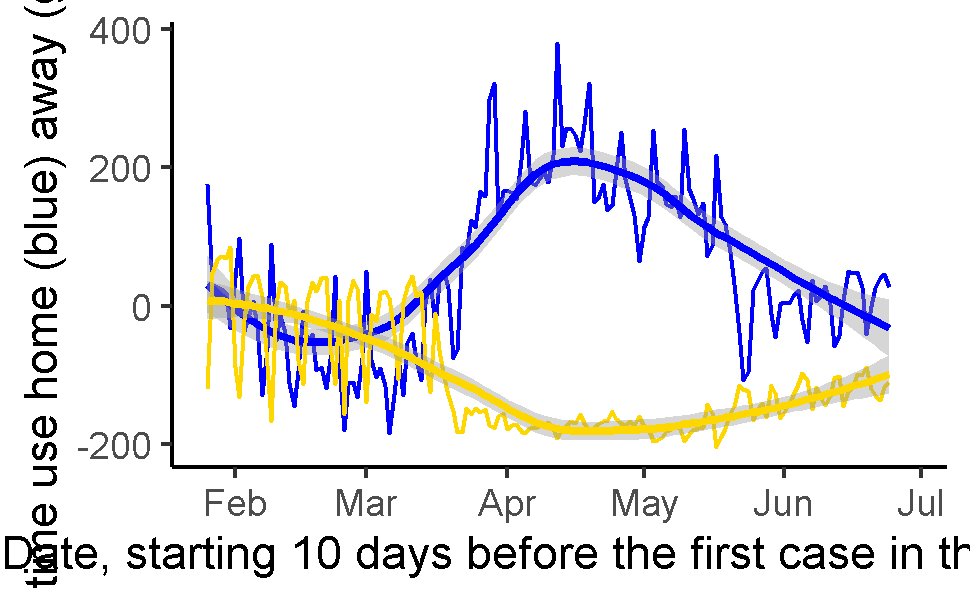 time use home (blue) away (
400
200
0
-200
Feb Mar Apr May Jun Jul
Date, starting 10 days before the first case in th